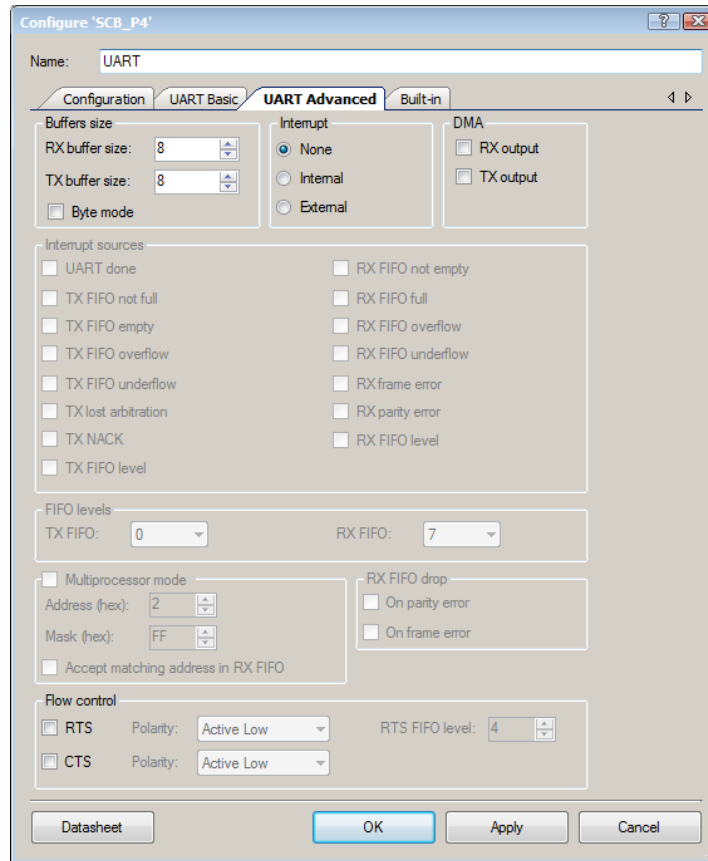 Configure 'SCB_P4'
Name: UART
Configuration UART Basic UART Advanced Built-in
Buffers size
RX buffer size: 8
TX buffer size: 8
Byte mode
Interrupt
None
Internal
External
DMA
RX output
TX output
Interrupt sources
UART done
TX FIFO not full
TX FIFO empty
TX FIFO overflow
TX FIFO underflow
TX lost arbitration
TX NACK
TX FIFO level
RX FIFO not empty
RX FIFO full
RX FIFO overflow
RX FIFO underflow
RX frame error
RX parity error
RX FIFO level
FIFO levels
TX FIFO: 0 RX FIFO: 7
Multiprocessor mode
Address (hex): 2
Mask (hex): FF
Accept matching address in RX FIFO
RX FIFO drop
On parity error
On frame error
Flow control
RTS Polarity: Active Low RTS FIFO level: 4
CTS Polarity: Active Low
Datasheet OK Apply Cancel